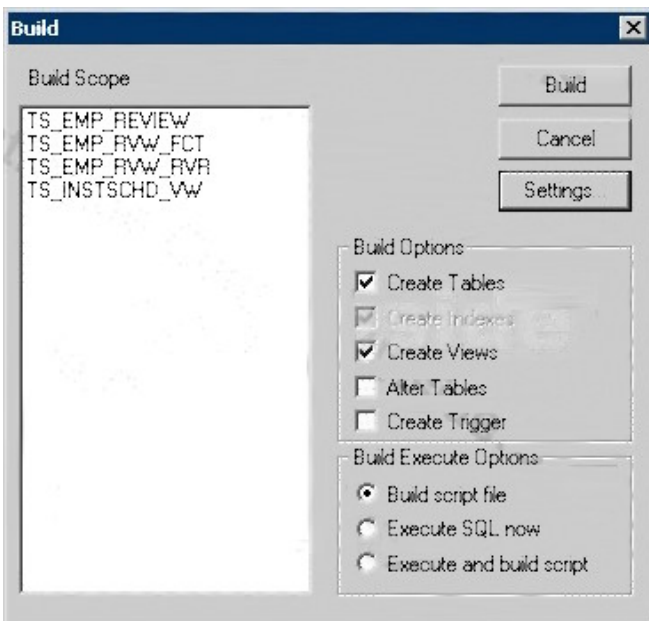 Build
Build Scope
TS_EMP_REVIEW
TS_EMP_RVW_FCT
TS_EMP_RVW_RVR
TS_INSTSCHD_VW
Build
Cancel
Settings...
Build Options
Create Tables
Create Indexes
Create Views
Alter Tables
Create Trigger
Build Execute Options
Build script file
Execute SQL now
Execute and build script